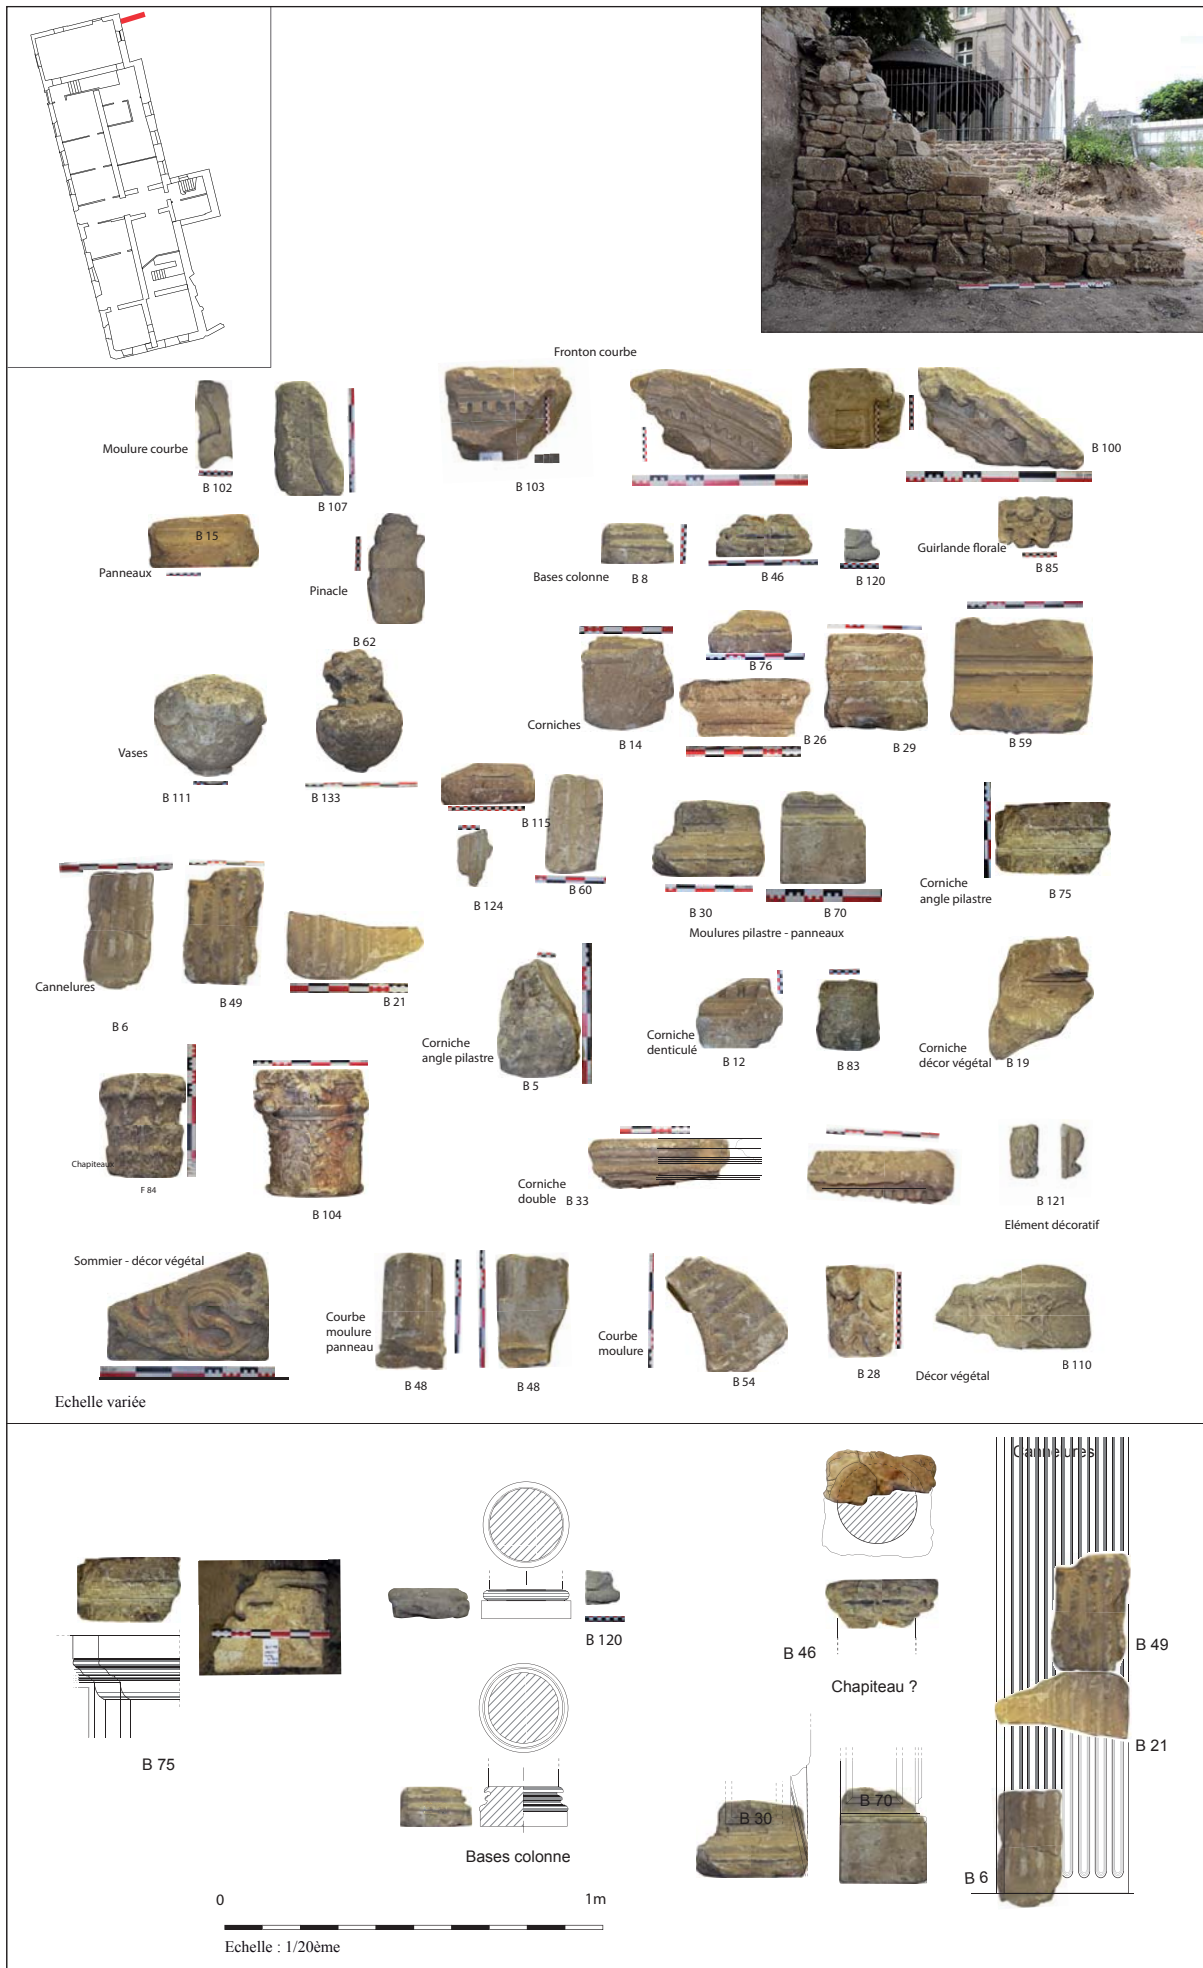 Fronton courbe
Moulure courbe
B 102
B 107
B 103
B 100
B 15
Panneaux
Pinacle
B 62
Bases colonne
B 8
B 46
B 120
Guirlande florale
B 85
Vases
B 111
B 133
Corniches
B 14
B 76
B 26
B 29
B 59
B 115
B 124
B 60
B 30
B 70
Moulures pilastre - panneaux
Corniche
angle pilastre
B 75
Cannelures
B 6
B 49
B 21
Corniche
angle pilastre
B 5
Corniche
denticulé
B 12
B 83
Corniche
décor végétal
B 19
Chapiteaux
F 84
B 104
Corniche
double
B 33
B 121
Elément décoratif
Sommier - décor végétal
Courbe
moulure
panneau
B 48
B 48
Courbe
moulure
B 54
B 28
Décor végétal
B 110
Echelle variée
Cannelures
B 75
B 120
Bases colonne
B 46
Chapiteau ?
B 30
B 70
B 49
B 21
B 6
0
1m
Echelle : 1/20ème